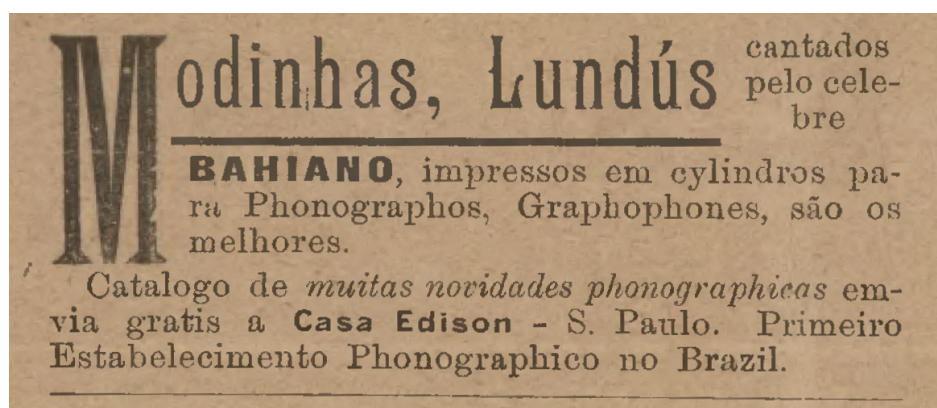 Modinhas, Lundús cantados
pelo cele-
bre
BAHIANO, impressos em cylindros pa-
ra Phonographos, Graphophones, são os
melhores.
Catalogo de muitas novidades phonographicas em-
via gratis a Casa Edison - S. Paulo. Primeiro
Estabelecimento Phonographico no Brazil.